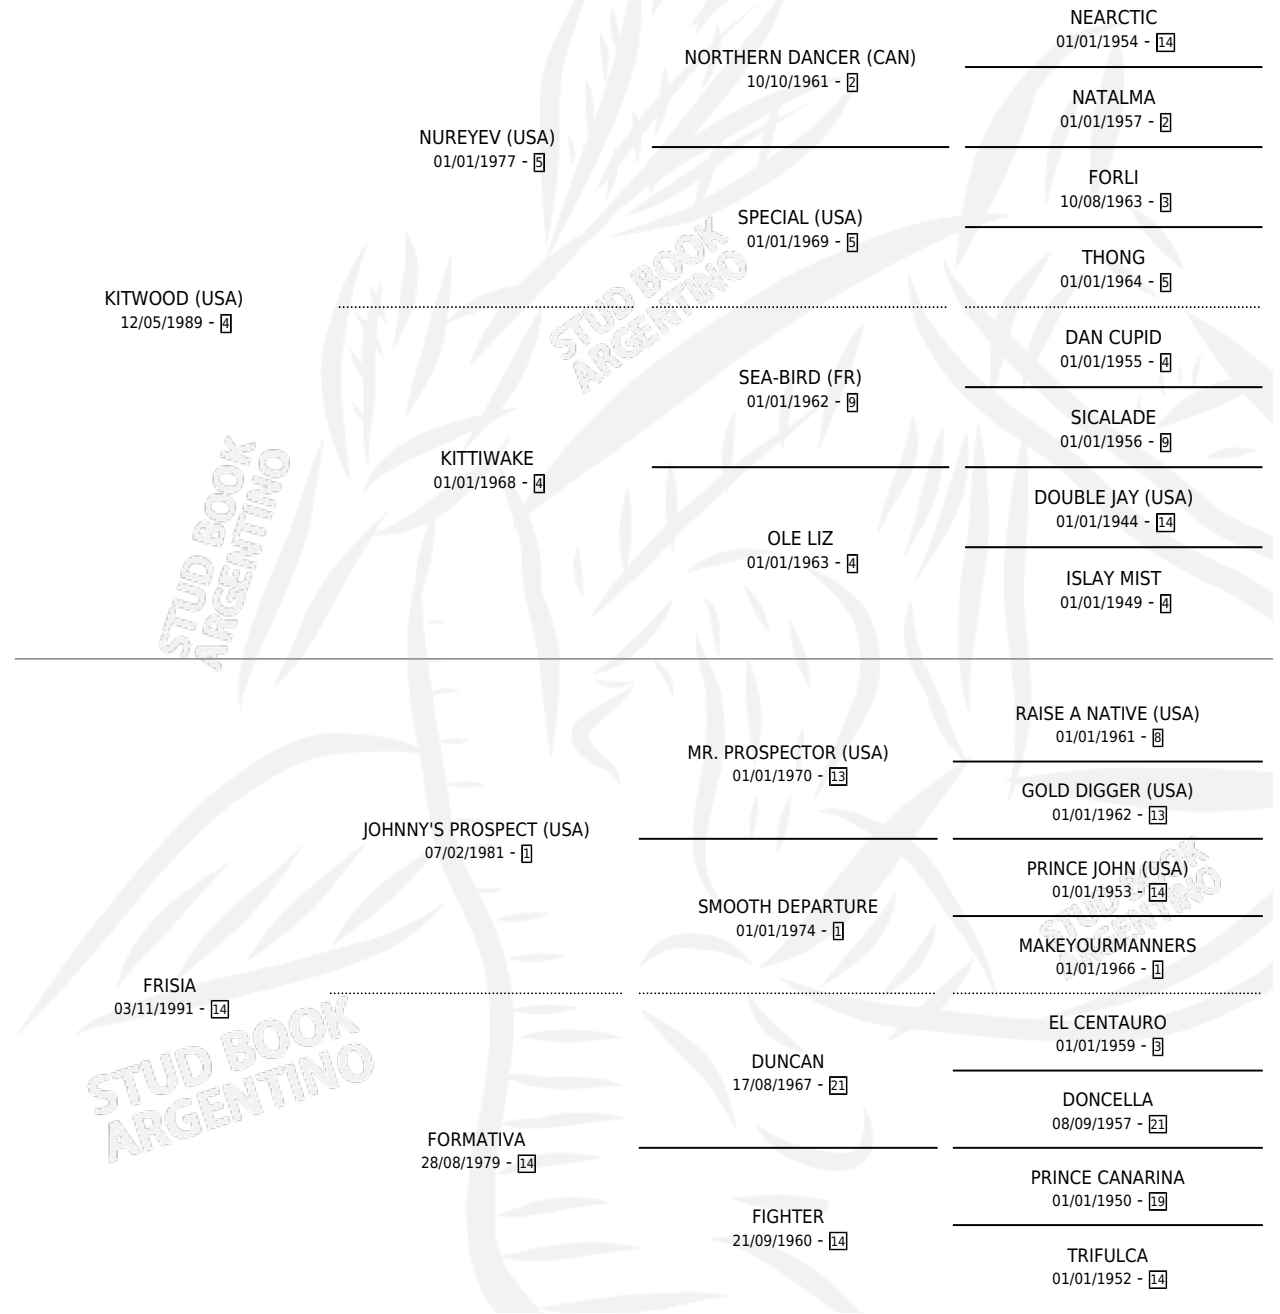 NEARCTIC
01/01/1954 - 14
NORTHERN DANCER (CAN)
10/10/1961 - 2
NATALMA
01/01/1957 - 2
NUREYEV (USA)
01/01/1977 - 5
FORLI
10/08/1963 - 3
SPECIAL (USA)
01/01/1969 - 5
THONG
01/01/1964 - 5
KITWOOD (USA)
12/05/1989 - 4
DAN CUPID
01/01/1955 - 4
SEA-BIRD (FR)
01/01/1962 - 9
SICALADE
01/01/1956 - 9
KITTIWAKE
01/01/1968 - 4
DOUBLE JAY (USA)
01/01/1944 - 14
OLE LIZ
01/01/1963 - 4
ISLAY MIST
01/01/1949 - 4
RAISE A NATIVE (USA)
01/01/1961 - 8
MR. PROSPECTOR (USA)
01/01/1970 - 13
GOLD DIGGER (USA)
01/01/1962 - 13
JOHNNY'S PROSPECT (USA)
07/02/1981 - 1
PRINCE JOHN (USA)
01/01/1953 - 14
SMOOTH DEPARTURE
01/01/1974 - 1
MAKEYOURMANNERS
01/01/1966 - 1
FRISIA
03/11/1991 - 14
EL CENTAURO
01/01/1959 - 3
DUNCAN
17/08/1967 - 21
DONCELLA
08/09/1957 - 21
FORMATIVA
28/08/1979 - 14
PRINCE CANARINA
01/01/1950 - 19
FIGHTER
21/09/1960 - 14
TRIFULCA
01/01/1952 - 14
STUD BOOK
ARGENTINO
STUD BOOK
ARGENTINO
STUD BOOK
ARGENTINO
STUD BOOK
ARGENTINO